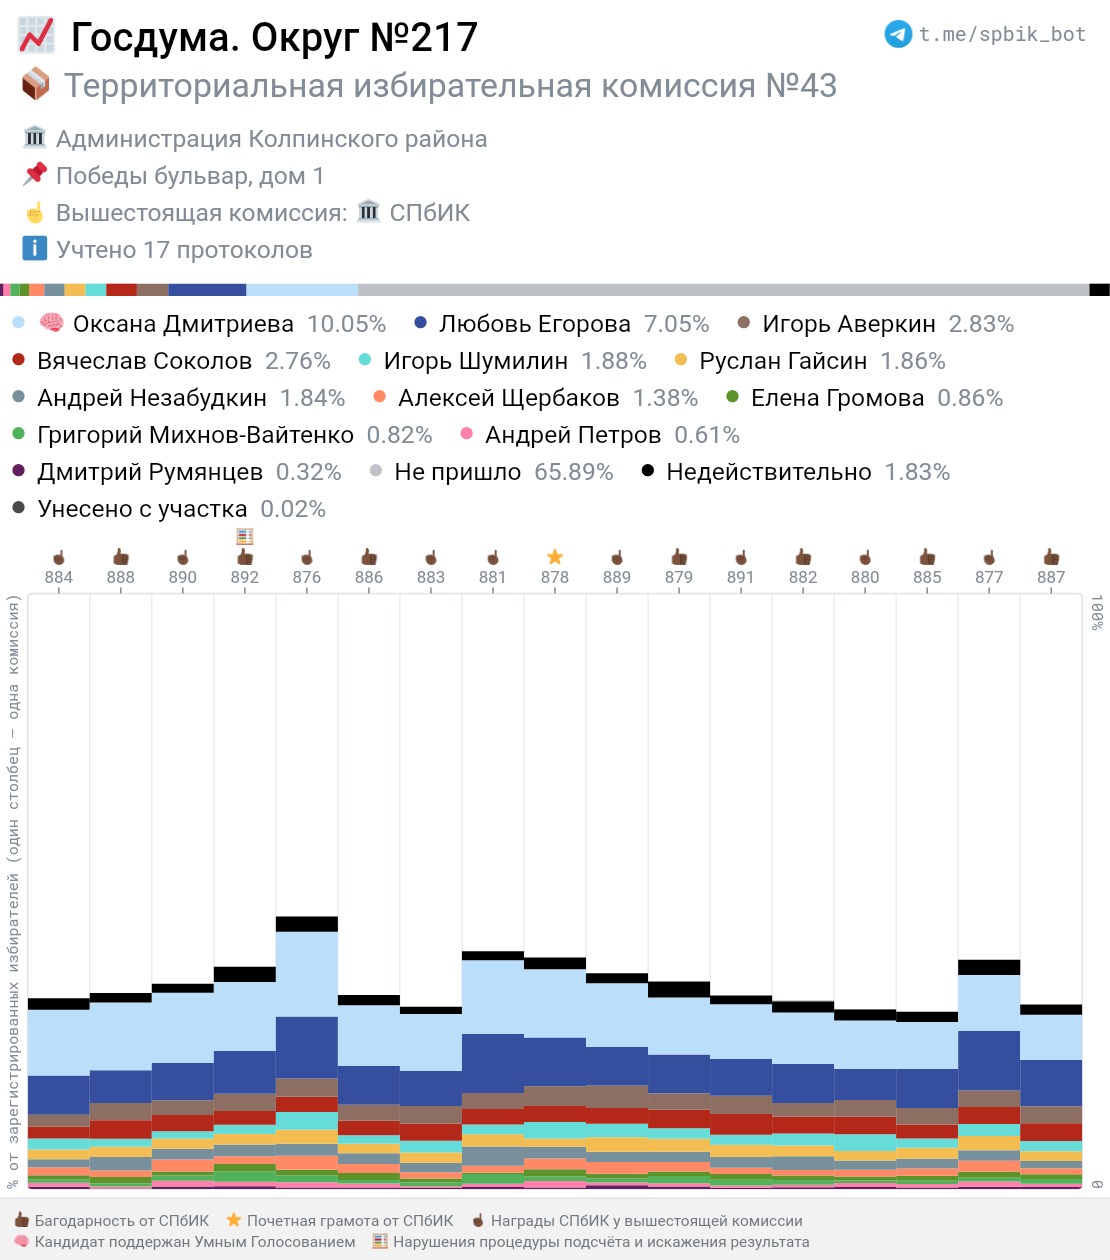 Госдума. Округ №217
t.me/spbik_bot
Территориальная избирательная комиссия №43
Администрация Колпинского района
Победы бульвар, дом 1
Вышестоящая комиссия: СПбИК
Учтено 17 протоколов
Оксана Дмитриева 10.05% Любовь Егорова 7.05% Игорь Аверкин 2.83%
Вячеслав Соколов 2.76% Игорь Шумилин 1.88% Руслан Гайсин 1.86%
Андрей Незабудкин 1.84% Алексей Щербаков 1.38% Елена Громова 0.86%
Григорий Михнов-Вайтенко 0.82% Андрей Петров 0.61%
Дмитрий Румянцев 0.32% Не пришло 65.89% Недействительно 1.83%
Унесено с участка 0.02%
884 888 890 892 876 886 883 881 878 889 879 891 882 880 885 877 887
% от зарегистрированных избирателей (один столбец – одна комиссия)
100%
0
Багодарность от СПбИК Почетная грамота от СПбИК Награды СПбИК у вышестоящей комиссии
Кандидат поддержан Умным Голосованием Нарушения процедуры подсчёта и искажения результата